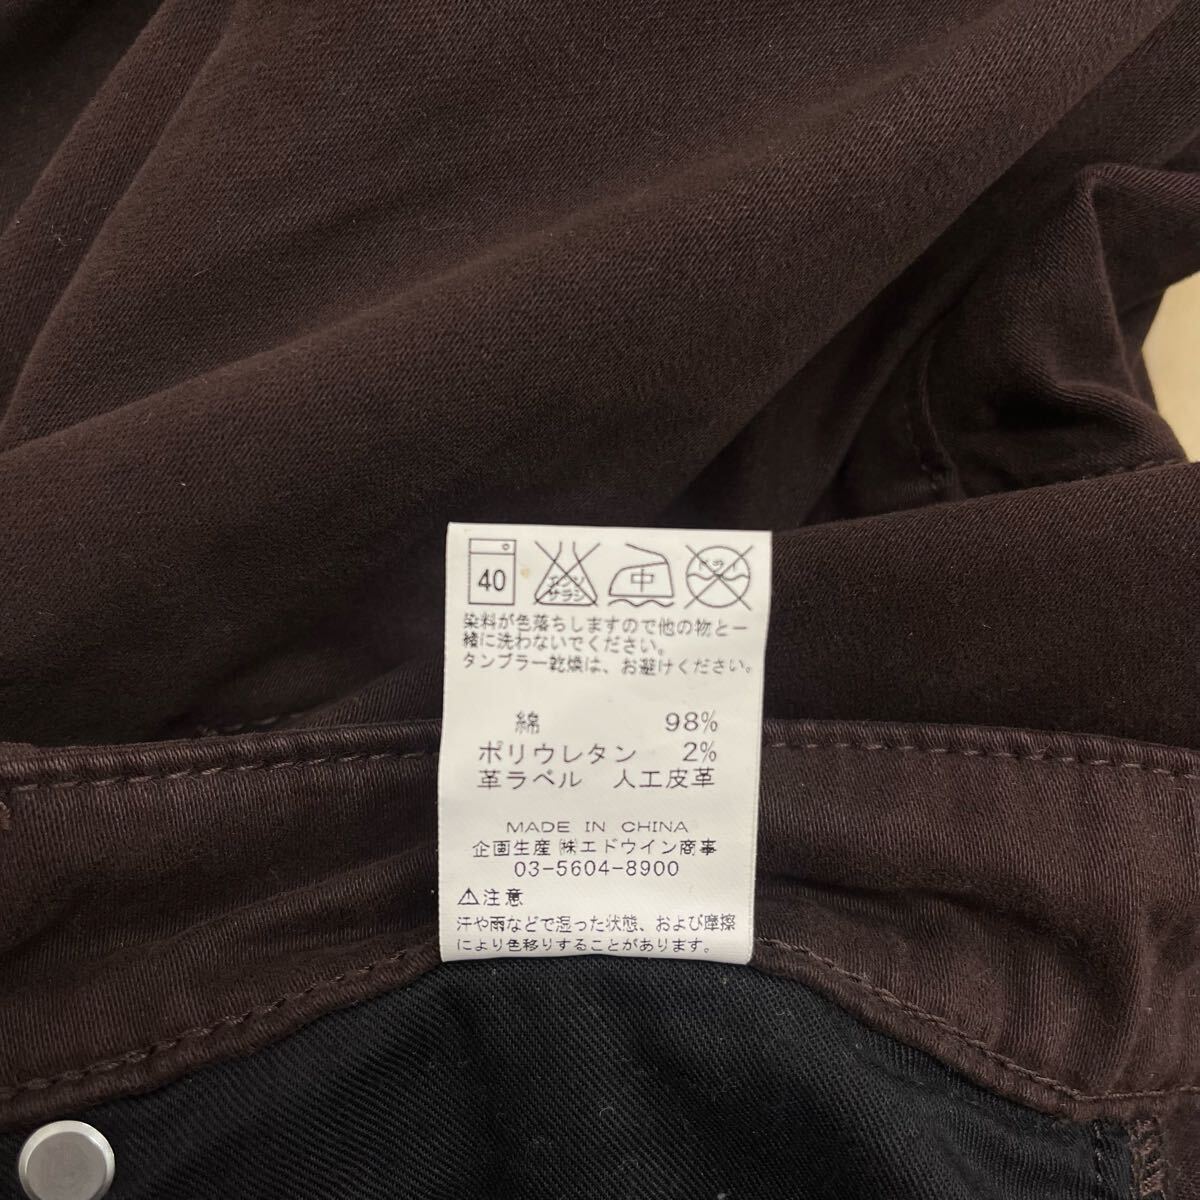 40 エンソ サラシ 中 ドライ
染料が色落ちしますので他の物と一
緒に洗わないでください。
タンブラー乾燥は、お避けください。
綿 98%
ポリウレタン 2%
革ラベル 人工皮革
MADE IN CHINA
企画生産 ㈱エドウイン商事
03-5604-8900
⚠注意
汗や雨などで湿った状態、および摩擦
により色移りすることがあります。